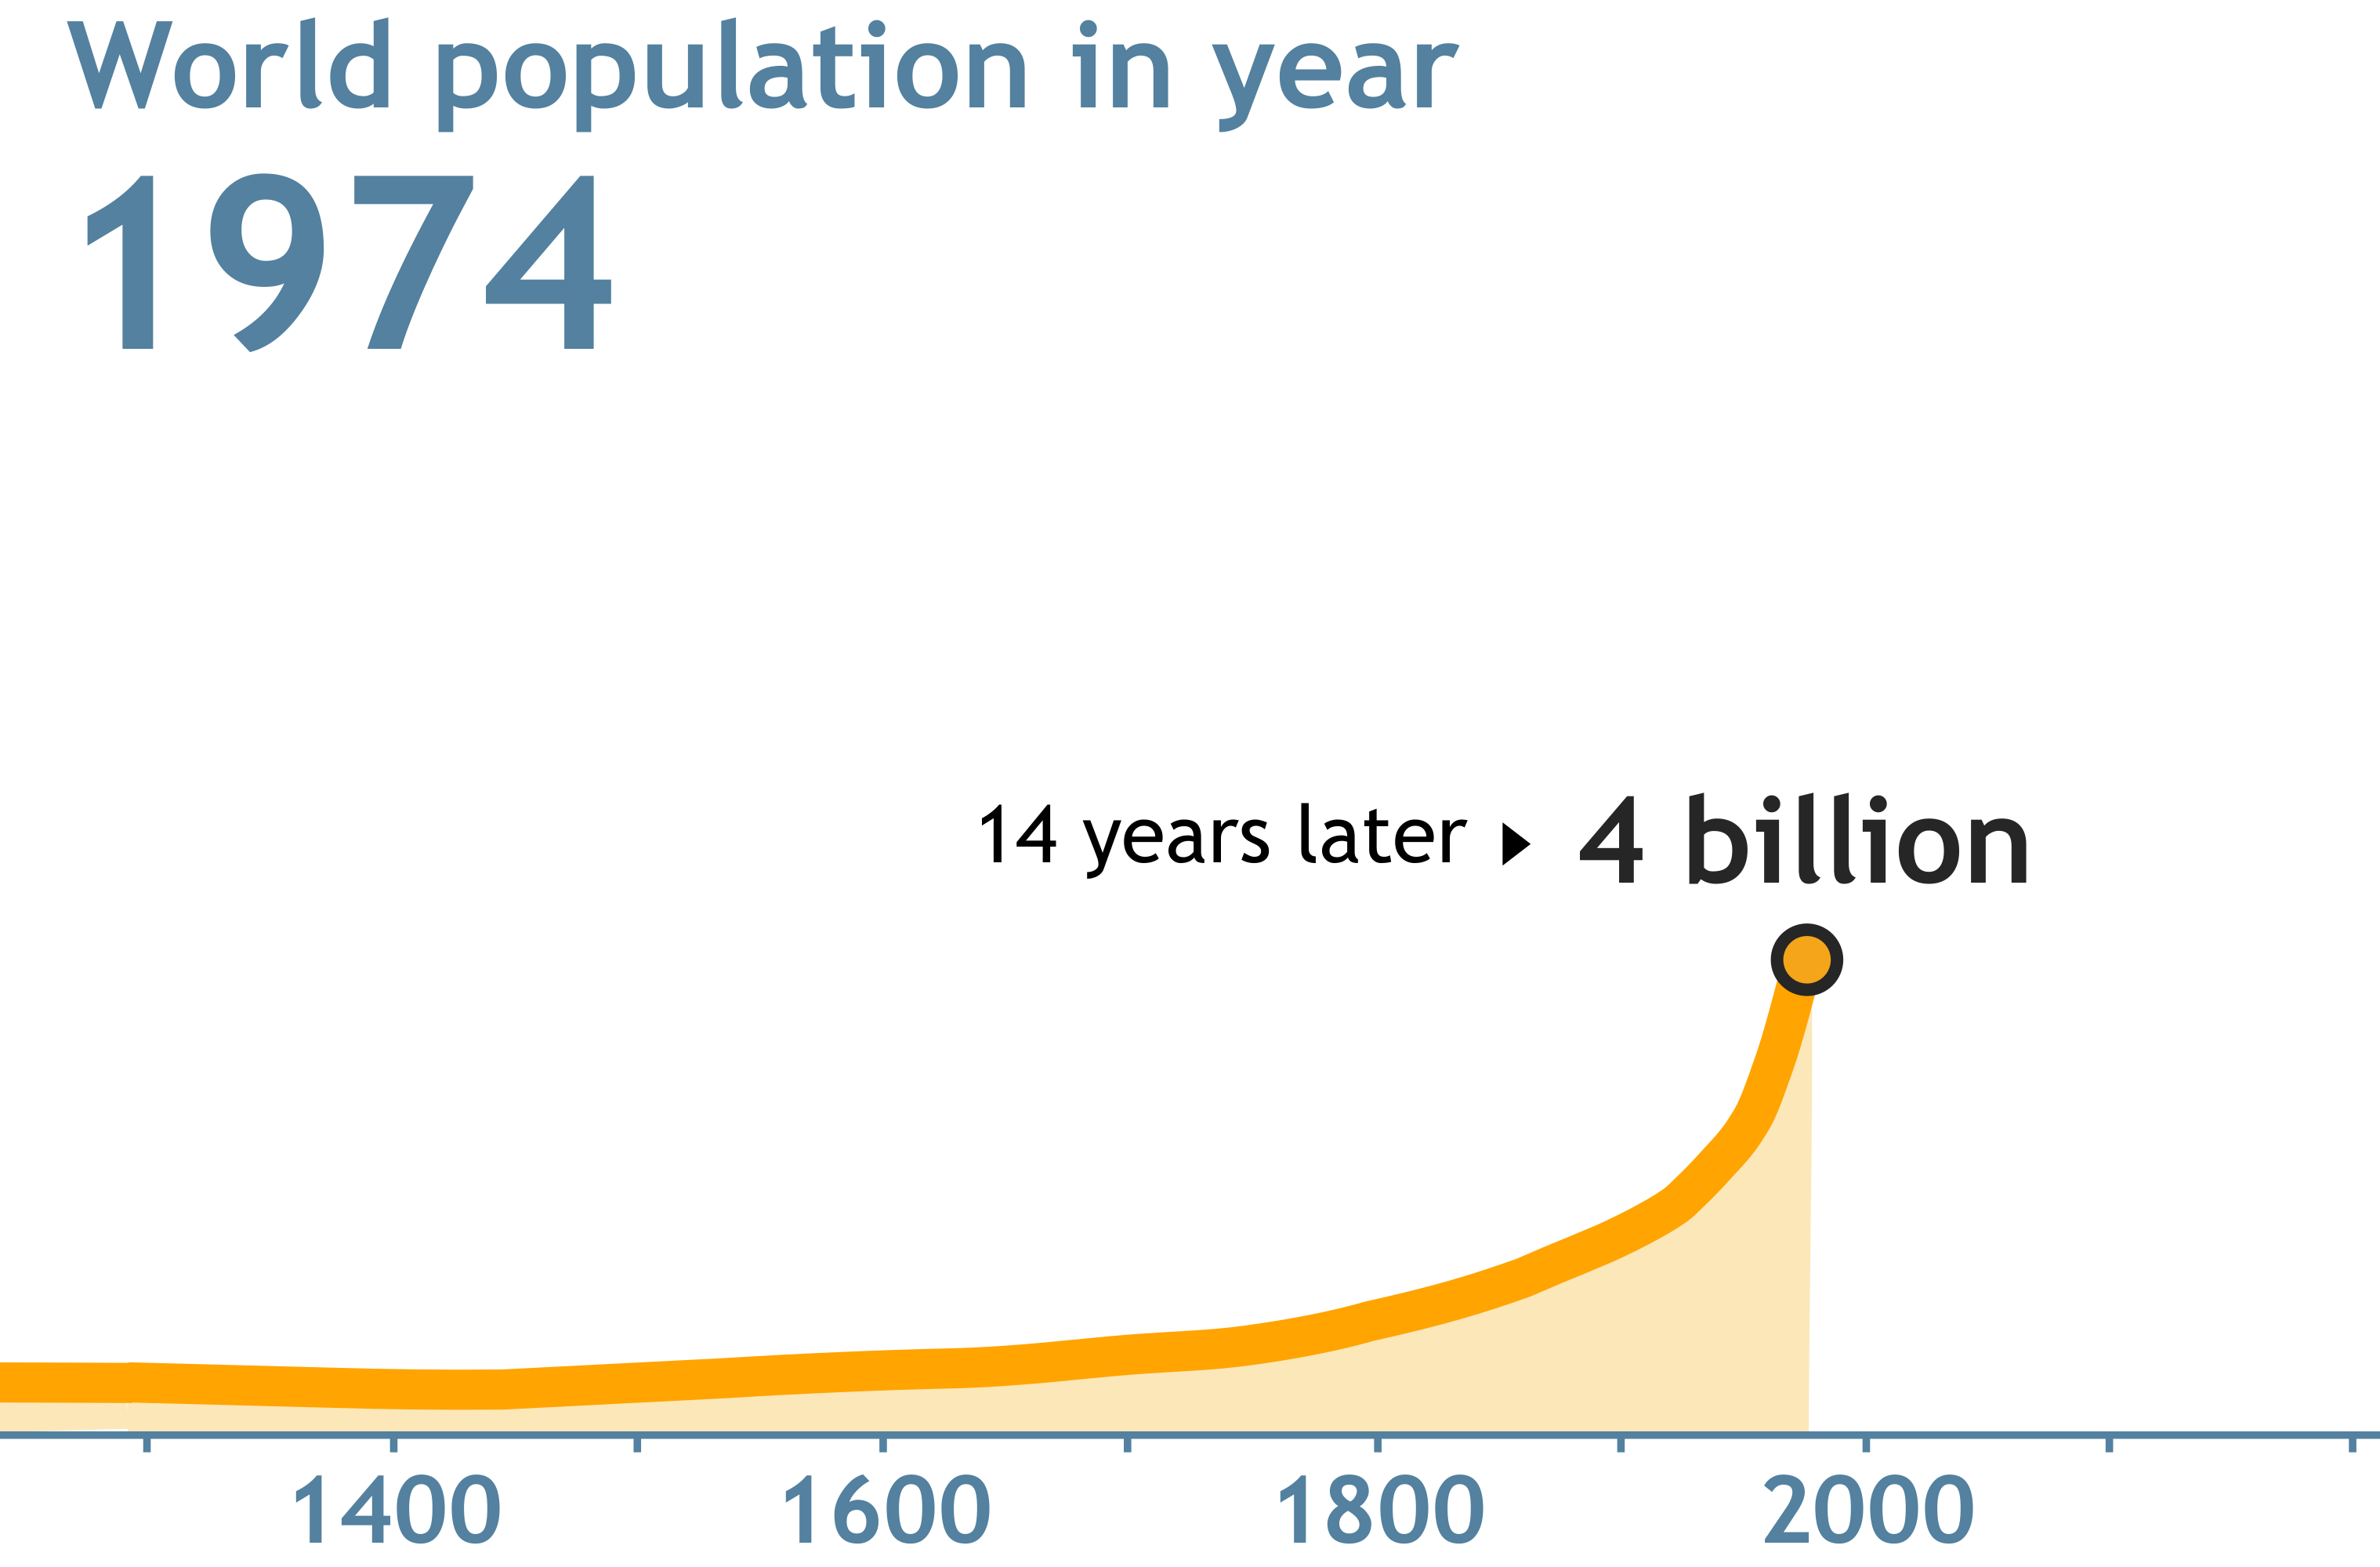 World population in year
1974
14 years later ▶ 4 billion
1400 1600 1800 2000